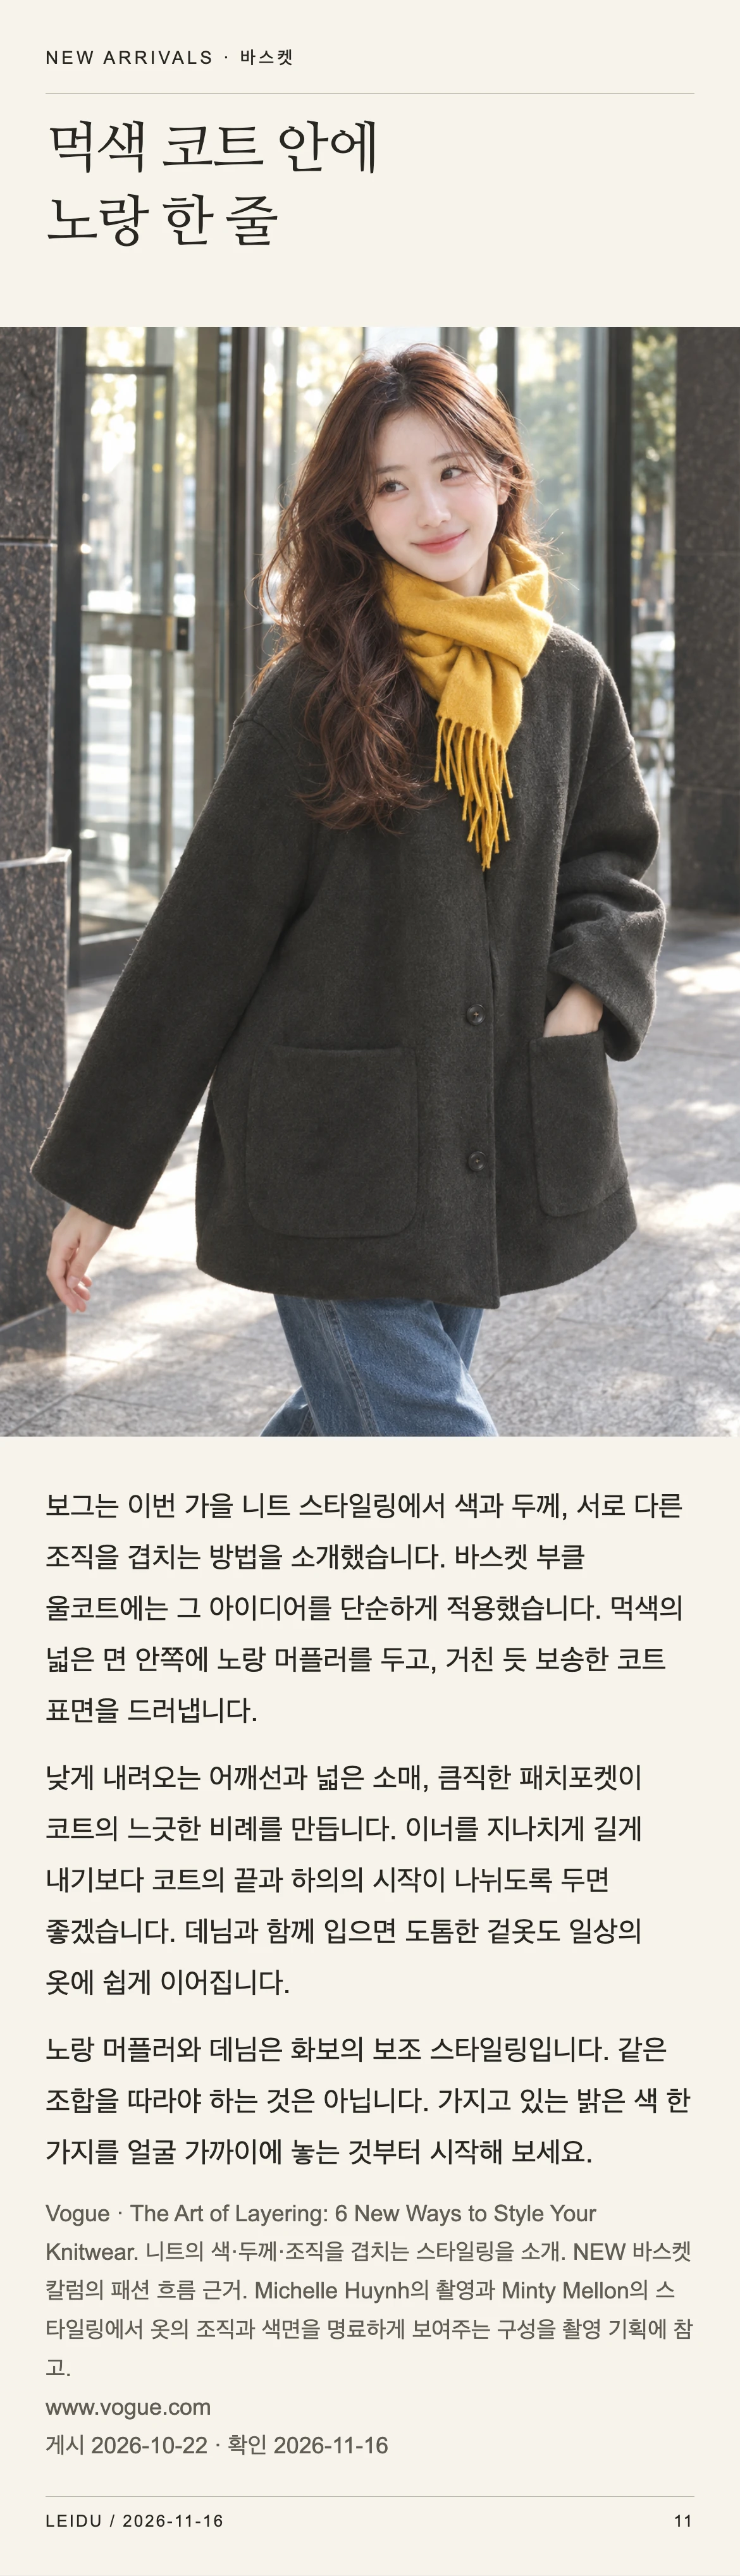 NEW ARRIVALS · 바스켓
먹색 코트 안에
노랑 한 줄
보그는 이번 가을 니트 스타일링에서 색과 두께, 서로 다른
조직을 겹치는 방법을 소개했습니다. 바스켓 부클
울코트에는 그 아이디어를 단순하게 적용했습니다. 먹색의
넓은 면 안쪽에 노랑 머플러를 두고, 거친 듯 보송한 코트
표면을 드러냅니다.
낮게 내려오는 어깨선과 넓은 소매, 큼직한 패치포켓이
코트의 느긋한 비례를 만듭니다. 이너를 지나치게 길게
내기보다 코트의 끝과 하의의 시작이 나뉘도록 두면
좋겠습니다. 데님과 함께 입으면 도톰한 겉옷도 일상의
옷에 쉽게 이어집니다.
노랑 머플러와 데님은 화보의 보조 스타일링입니다. 같은
조합을 따라야 하는 것은 아닙니다. 가지고 있는 밝은 색 한
가지를 얼굴 가까이에 놓는 것부터 시작해 보세요.
Vogue · The Art of Layering: 6 New Ways to Style Your
Knitwear. 니트의 색·두께·조직을 겹치는 스타일링을 소개. NEW 바스켓
칼럼의 패션 흐름 근거. Michelle Huynh의 촬영과 Minty Mellon의 스
타일링에서 옷의 조직과 색면을 명료하게 보여주는 구성을 촬영 기획에 참
고.
www.vogue.com
게시 2026-10-22 · 확인 2026-11-16
LEIDU / 2026-11-16
11